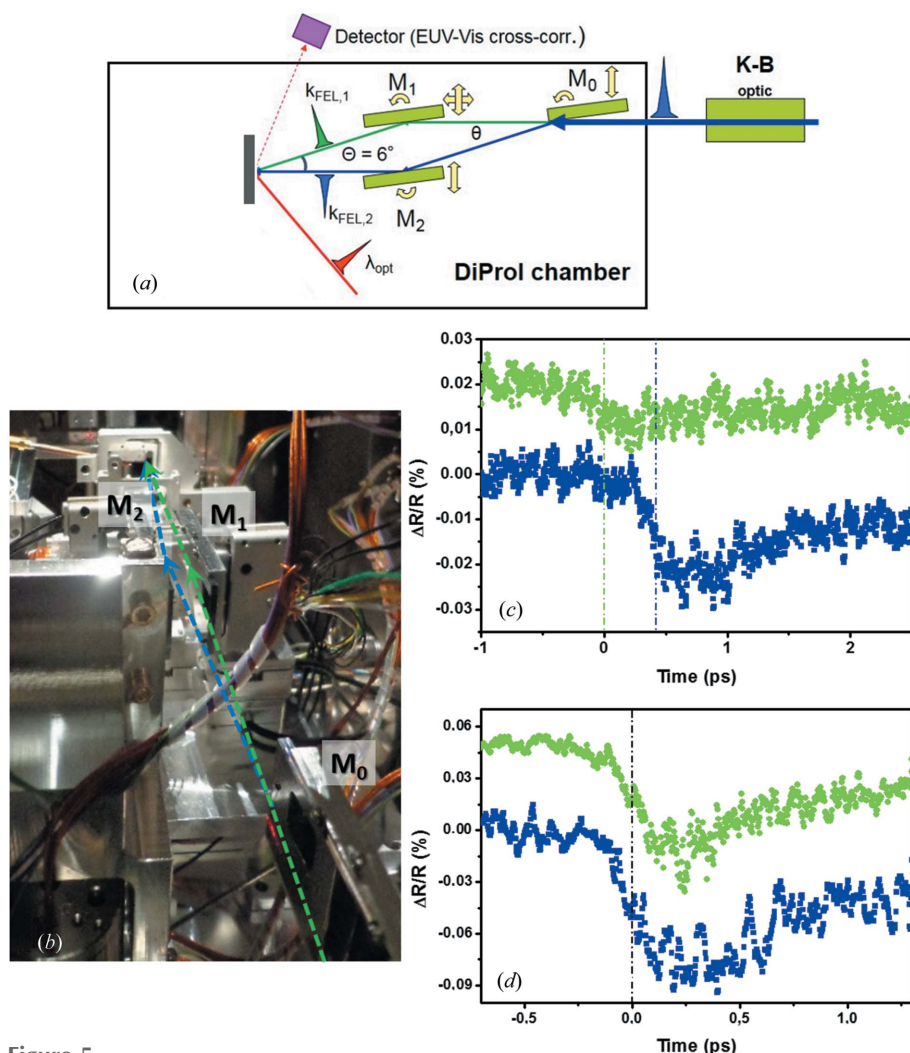 Detector (EUV-Vis cross-corr.)
K-B
optic
M1
M0
kFEL,1
θ
Θ = 6°
kFEL,2
M2
λopt
DiProI chamber
(a)
M2
M1
M0
(b)
0.03
0.02
0,01
0.00
-0.01
-0.02
-0.03
ΔR/R (%)
(c)
-1
0
1
2
Time (ps)
0.06
0.03
0.00
-0.03
-0.06
-0.09
ΔR/R (%)
(d)
-0.5
0.0
0,5
1.0
Time (ps)
Figure 5